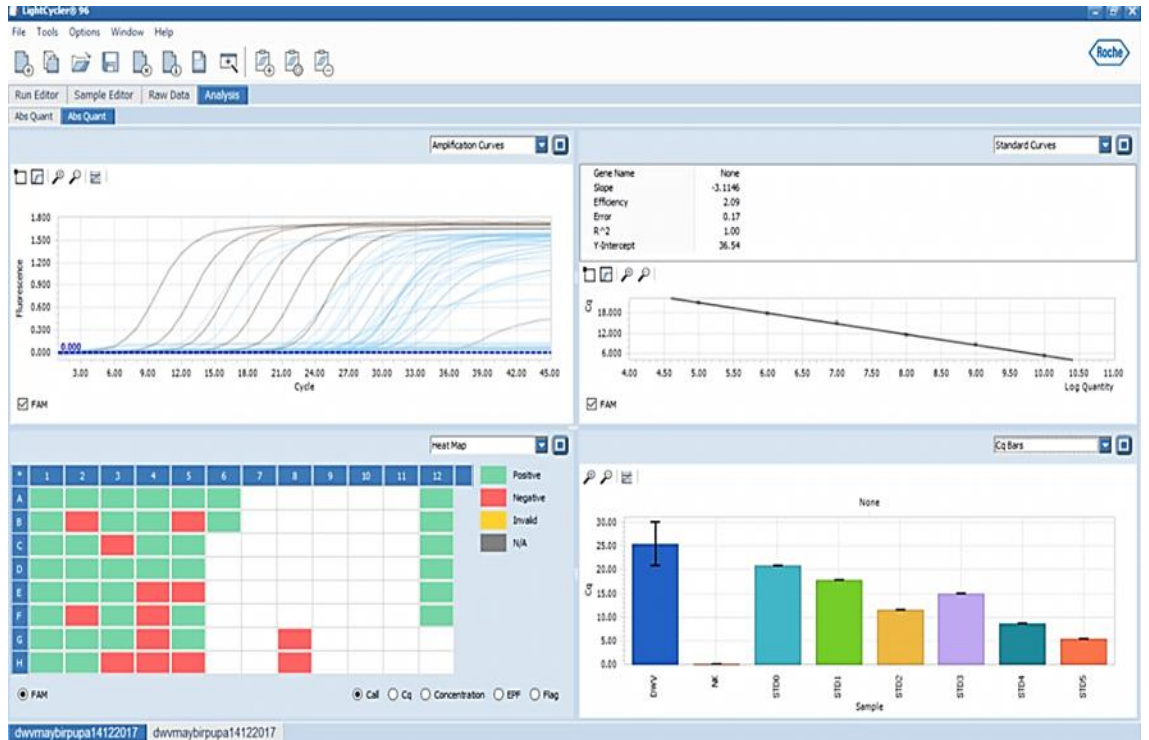 LightCycler® 96
File Tools Options Window Help
Roche
Run Editor Sample Editor Raw Data Analysis
Abs Quant Abs Quant
Amplification Curves
1.800
1.500
1.200
0.900
0.600
0.300
0.000
Fluorescence
0.000
3.00 6.00 9.00 12.00 15.00 18.00 21.00 24.00 27.00 30.00 33.00 36.00 39.00 42.00 45.00
Cycle
FAM
Standard Curves
Gene Name None
Slope -3.1146
Efficiency 2.09
Error 0.17
R^2 1.00
Y-Intercept 36.54
Cq
18.000
12.000
6.000
4.00 4.50 5.00 5.50 6.00 6.50 7.00 7.50 8.00 8.50 9.00 9.50 10.00 10.50 11.00
Log Quantity
FAM
Heat Map
* 1 2 3 4 5 6 7 8 9 10 11 12
A
B
C
D
E
F
G
H
Positive
Negative
Invalid
N/A
FAM
Call Cq Concentration EPF Flag
Cq Bars
None
30.00
25.00
20.00
15.00
10.00
5.00
0.00
Cq
DWV NK STD0 STD1 STD2 STD3 STD4 STD5
Sample
dwvmaybirpupa14122017 dwvmaybirpupa14122017